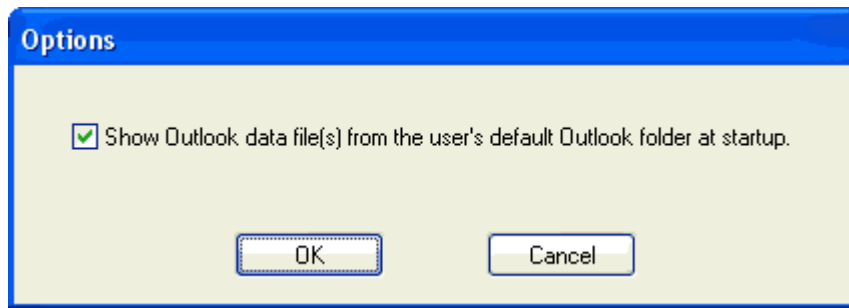 Options
Show Outlook data file(s) from the user's default Outlook folder at startup.
OK Cancel